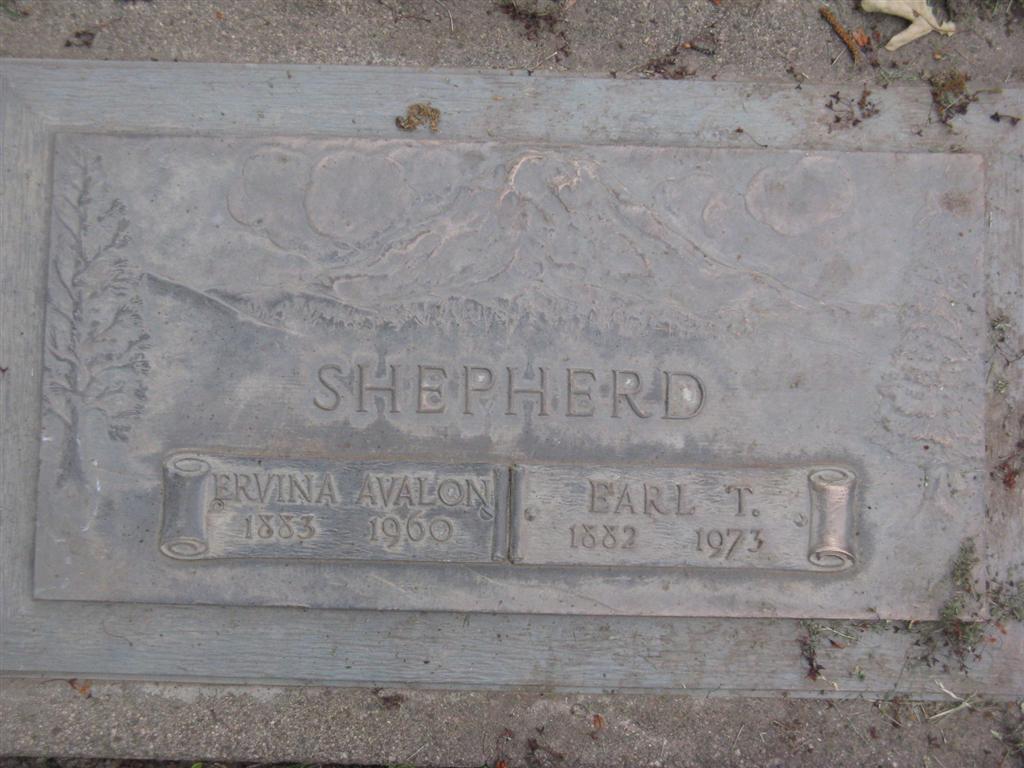 SHEPHERD
ERVINA AVALON
1883 1960
EARL T.
1882 1973